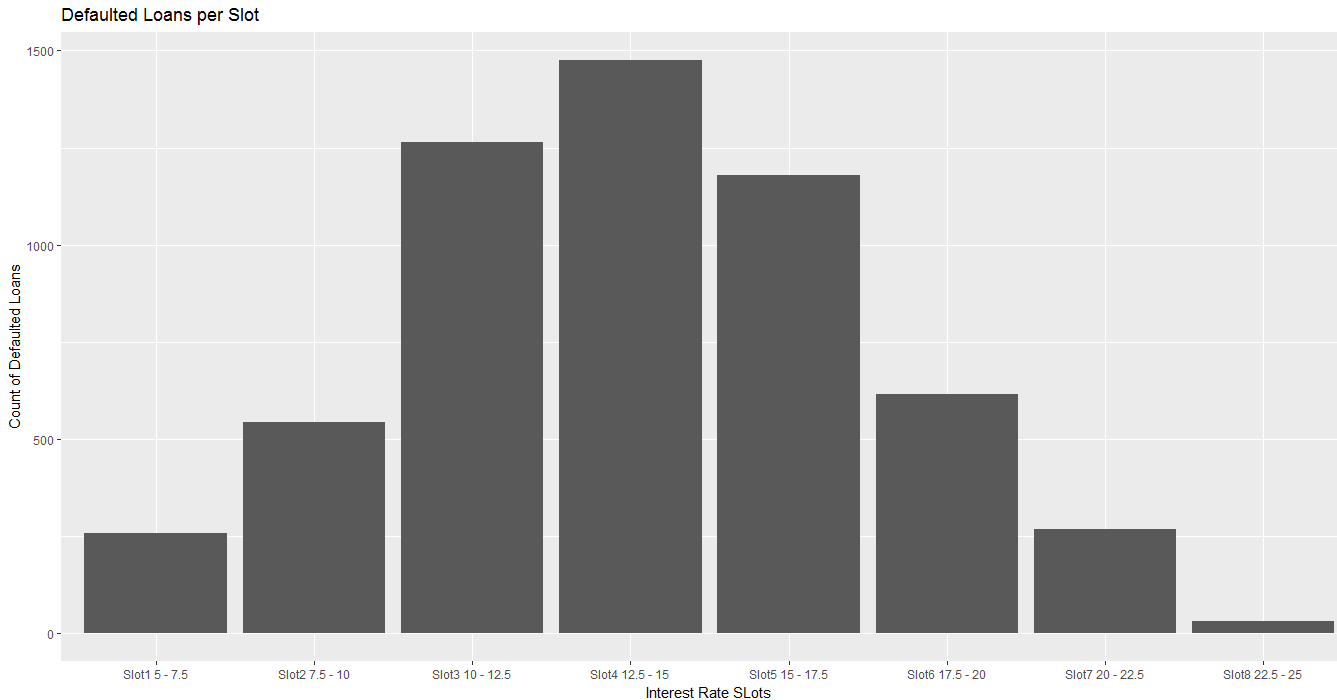 Defaulted Loans per Slot
Count of Defaulted Loans
1500
1000
500
0
Slot1 5 - 7.5
Slot2 7.5 - 10
Slot3 10 - 12.5
Slot4 12.5 - 15
Slot5 15 - 17.5
Slot6 17.5 - 20
Slot7 20 - 22.5
Slot8 22.5 - 25
Interest Rate SLots